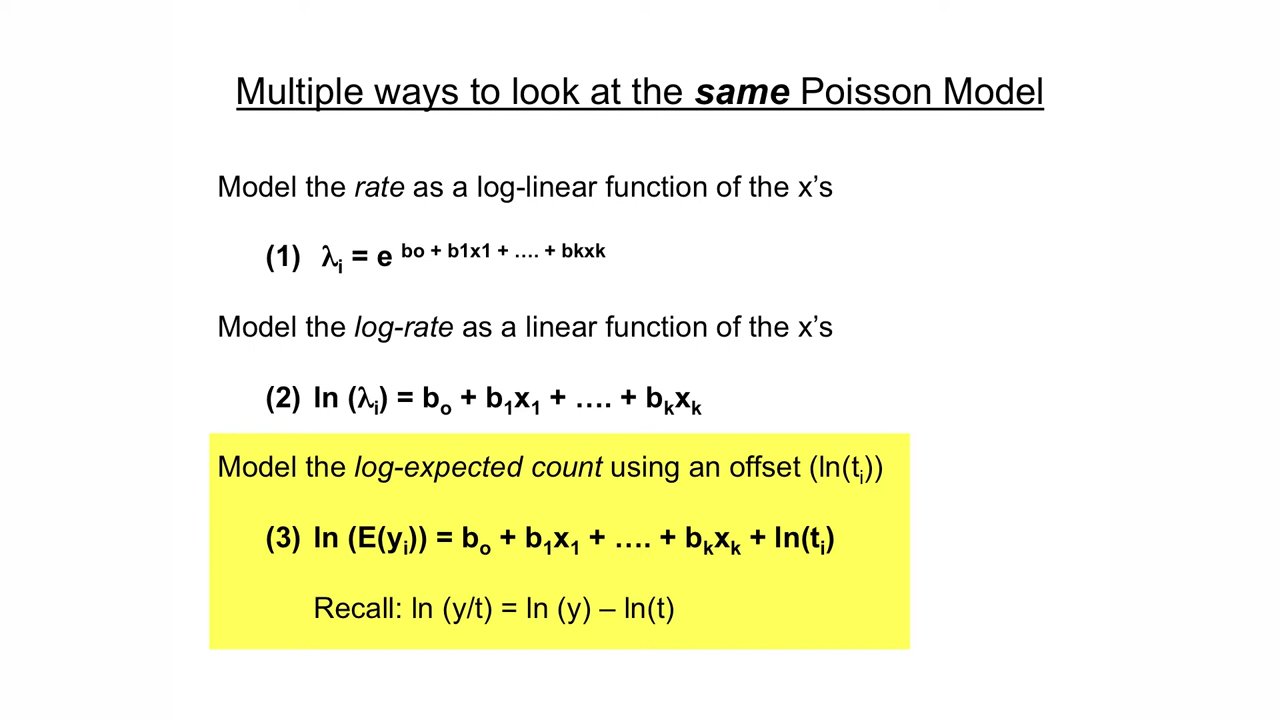 Multiple ways to look at the same Poisson Model
Model the rate as a log-linear function of the x’s
(1) λi = e bo + b1x1 + …. + bkxk
Model the log-rate as a linear function of the x’s
(2) ln (λi) = bo + b1x1 + …. + bkxk
Model the log-expected count using an offset (ln(ti))
(3) ln (E(yi)) = bo + b1x1 + …. + bkxk + ln(ti)
Recall: ln (y/t) = ln (y) – ln(t)